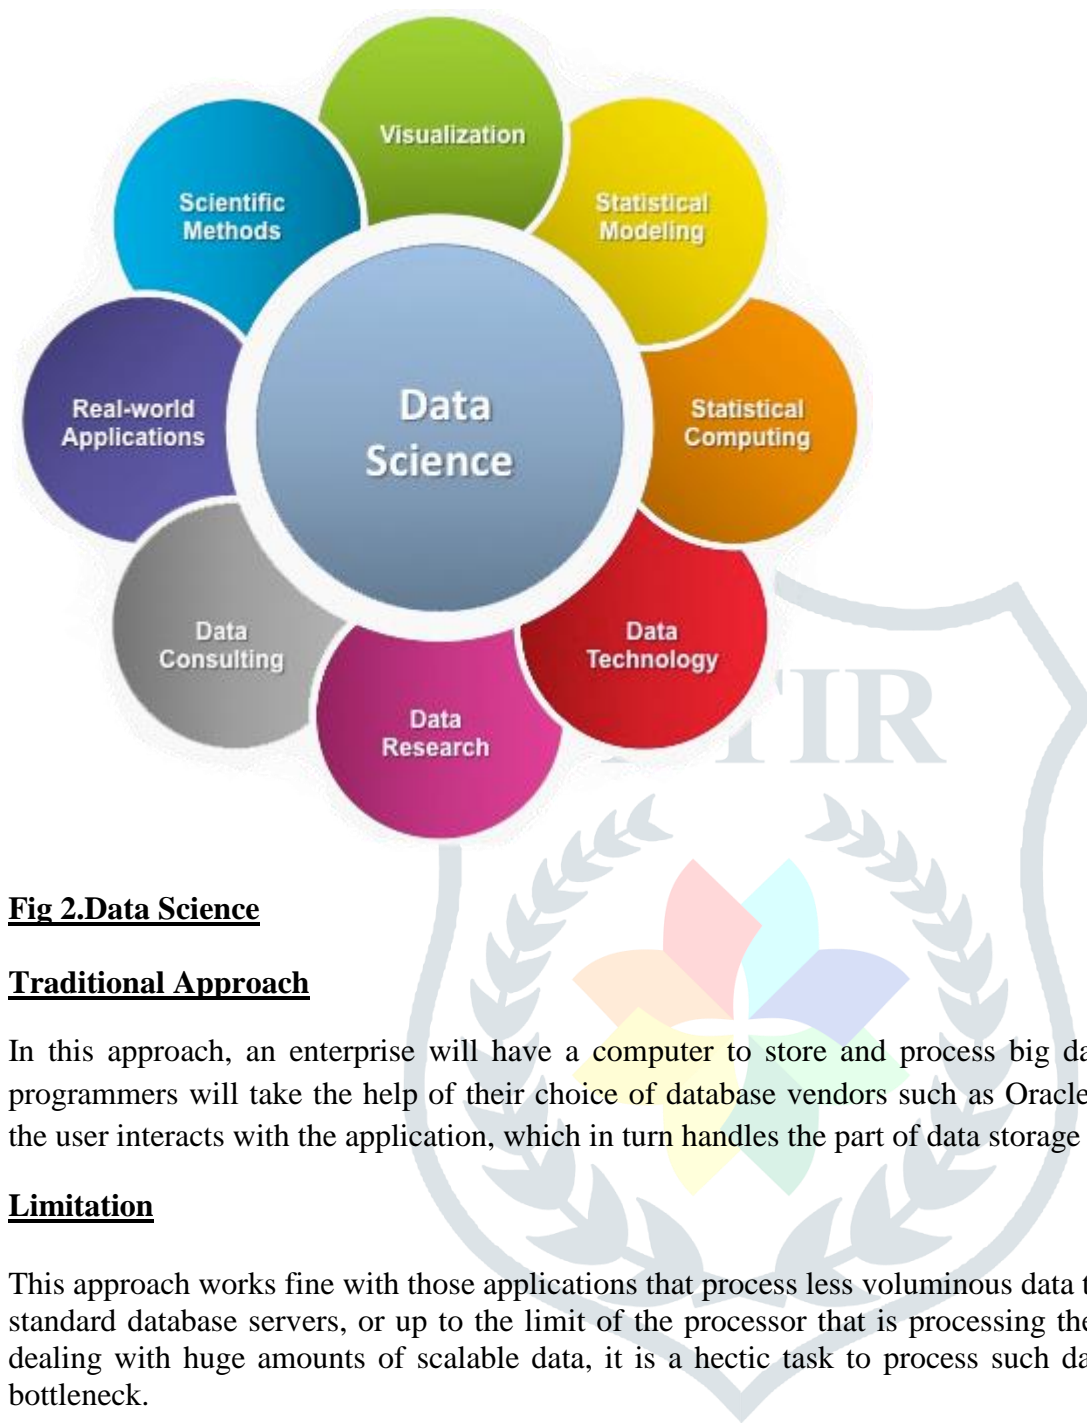 Visualization
Scientific
Methods
Statistical
Modeling
Real-world
Applications
Data
Science
Statistical
Computing
Data
Consulting
Data
Technology
Data
Research
TIR
Fig 2.Data Science
Traditional Approach
In this approach, an enterprise will have a computer to store and process big da
programmers will take the help of their choice of database vendors such as Oracle
the user interacts with the application, which in turn handles the part of data storage
Limitation
This approach works fine with those applications that process less voluminous data t
standard database servers, or up to the limit of the processor that is processing the
dealing with huge amounts of scalable data, it is a hectic task to process such da
bottleneck.